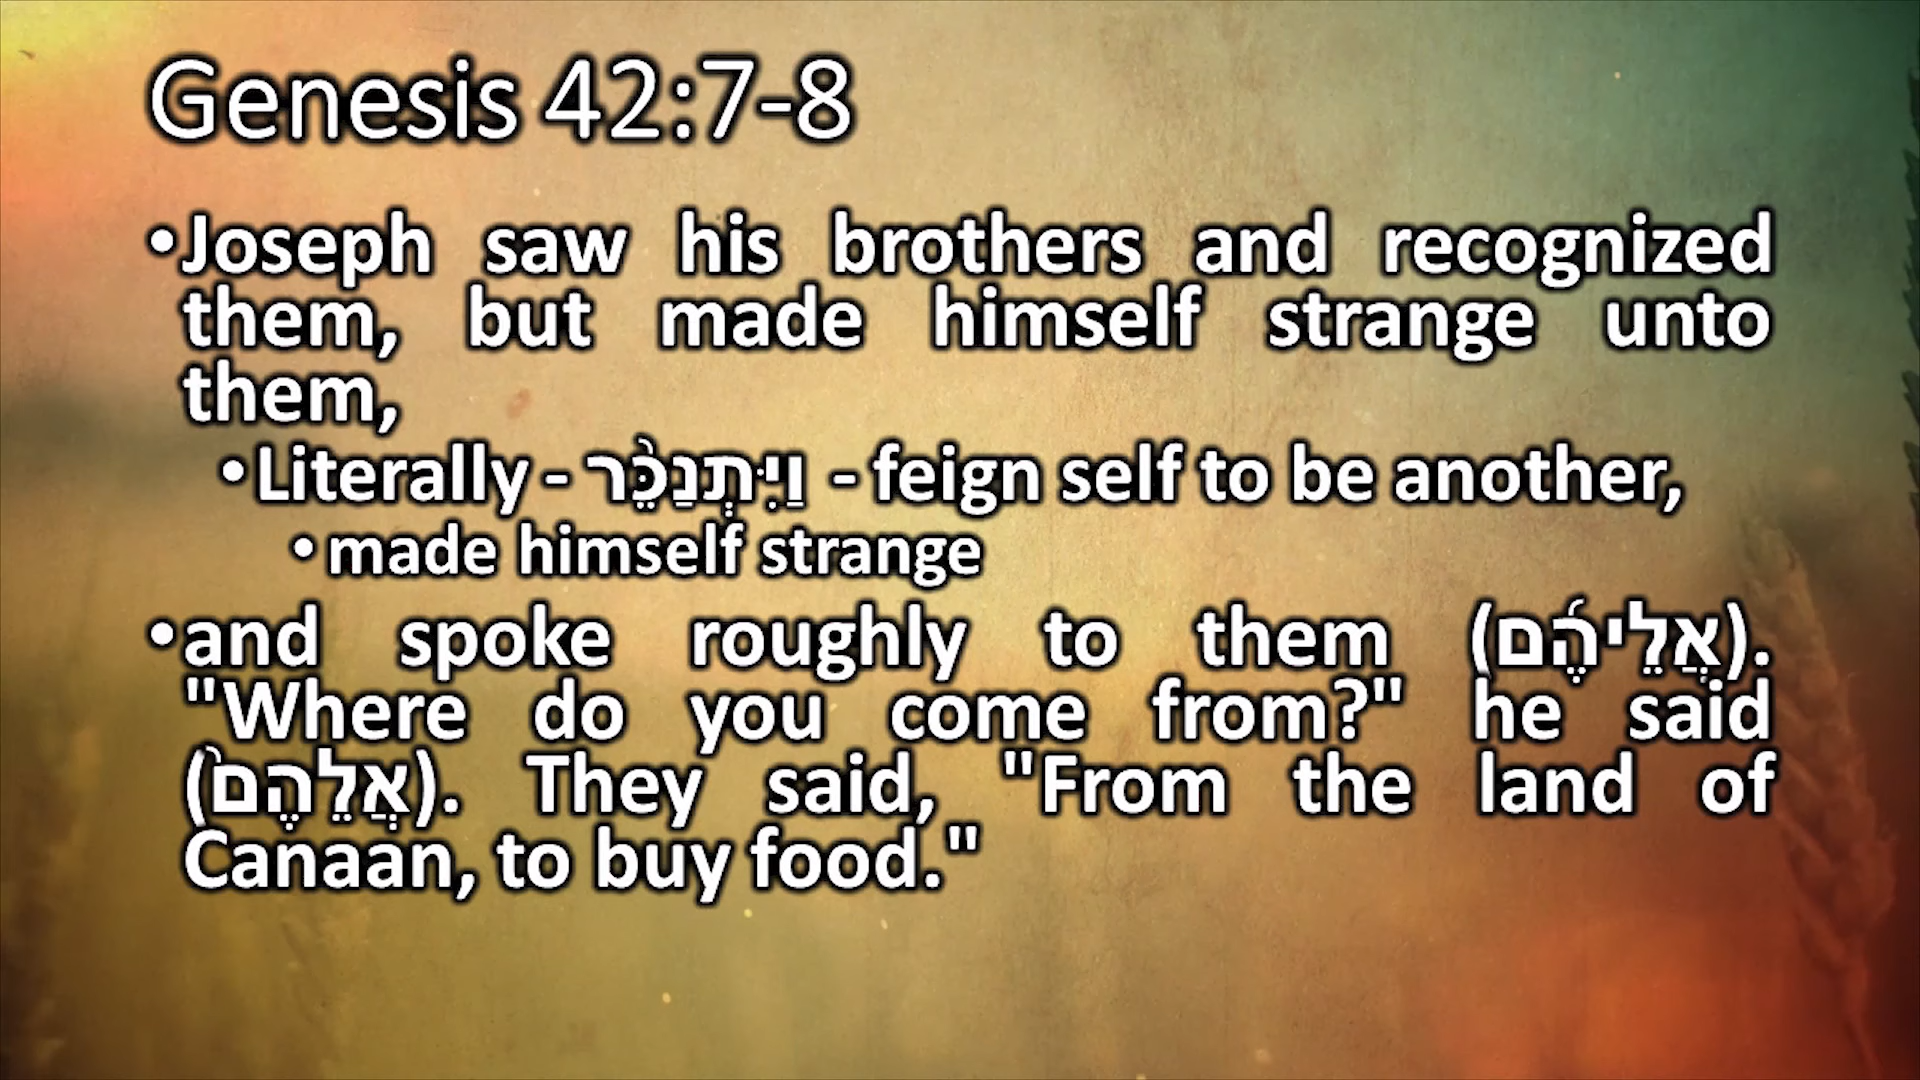 Genesis 42:7-8
•Joseph saw his brothers and recognized
them, but made himself strange unto
them,
•Literally - וַיִּתְנַכֵּ֨ר - feign self to be another,
•made himself strange
•and spoke roughly to them (אֲלֵיהֶ֜ם).
"Where do you come from?" he said
(אֲלֵהֶם֙). They said, "From the land of
Canaan, to buy food."